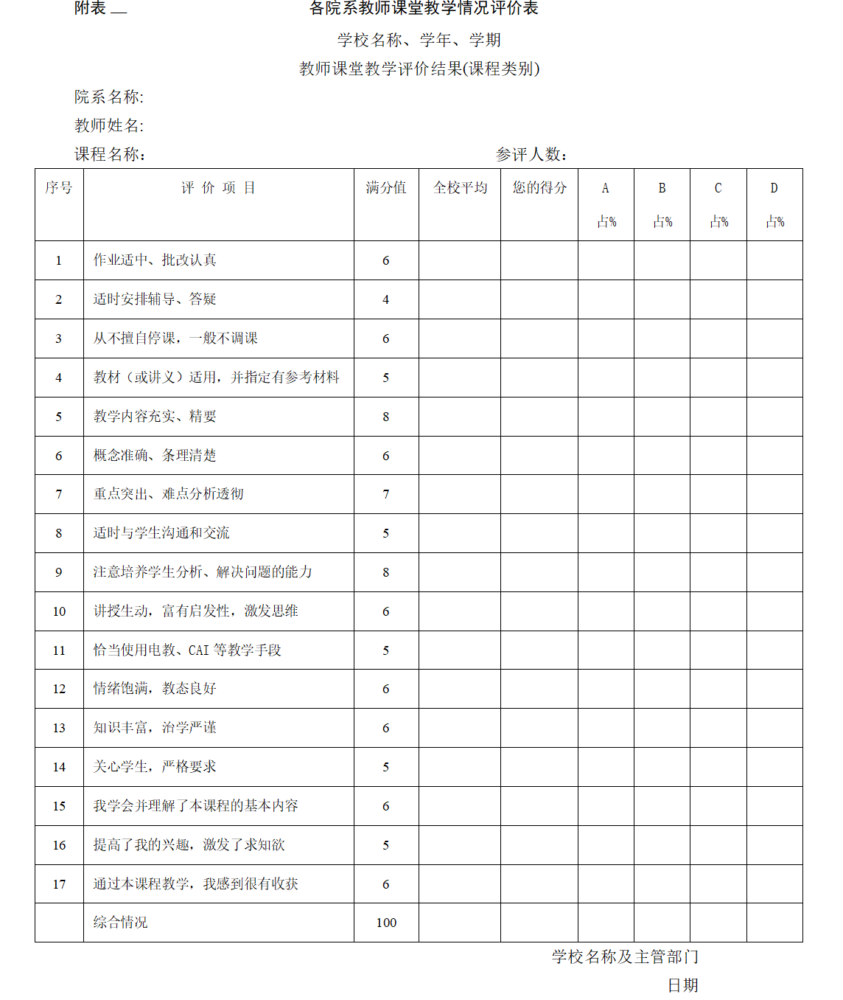 附表 __ 各院系教师课堂教学情况评价表
学校名称、学年、学期
教师课堂教学评价结果(课程类别)
院系名称:
教师姓名:
课程名称: 参评人数:
序号 评 价 项 目 满分值 全校平均 您的得分 A B C D
占% 占% 占% 占%
1 作业适中、批改认真 6
2 适时安排辅导、答疑 4
3 从不擅自停课，一般不调课 6
4 教材（或讲义）适用，并指定有参考材料 5
5 教学内容充实、精要 8
6 概念准确、条理清楚 6
7 重点突出、难点分析透彻 7
8 适时与学生沟通和交流 5
9 注意培养学生分析、解决问题的能力 8
10 讲授生动，富有启发性，激发思维 6
11 恰当使用电教、CAI 等教学手段 5
12 情绪饱满，教态良好 6
13 知识丰富，治学严谨 6
14 关心学生，严格要求 5
15 我学会并理解了本课程的基本内容 6
16 提高了我的兴趣，激发了求知欲 5
17 通过本课程教学，我感到很有收获 6
综合情况 100
学校名称及主管部门
日期